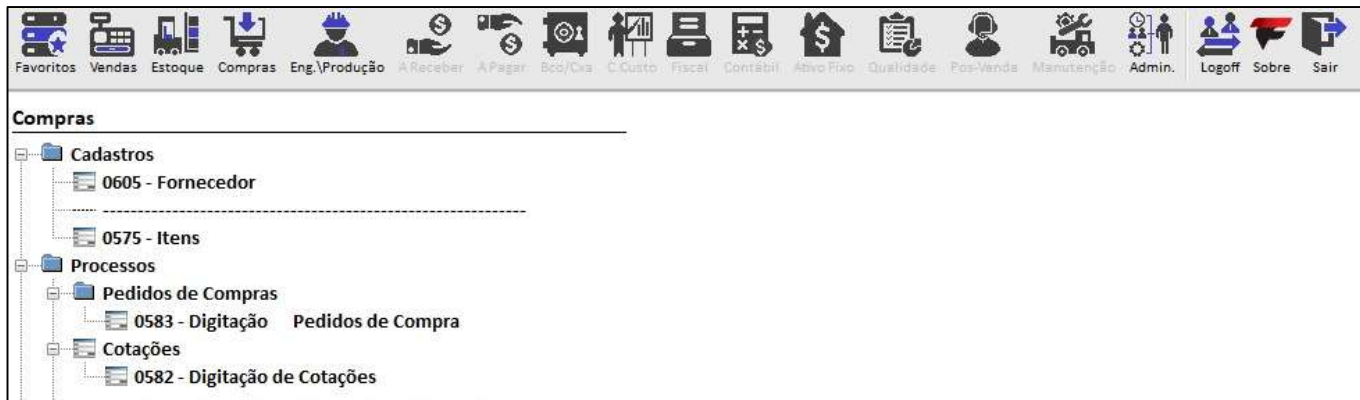 Favoritos Vendas Estoque Compras Eng.\Produção A Receber A Pagar Bco/Cxa C.Custo Fiscal Contábil Ativo Fixo Qualidade Pos-Venda Manutenção Admin. Logoff Sobre Sair
Compras
Cadastros
0605 - Fornecedor
------------------------------------------------------------
0575 - Itens
Processos
Pedidos de Compras
0583 - Digitação Pedidos de Compra
Cotações
0582 - Digitação de Cotações